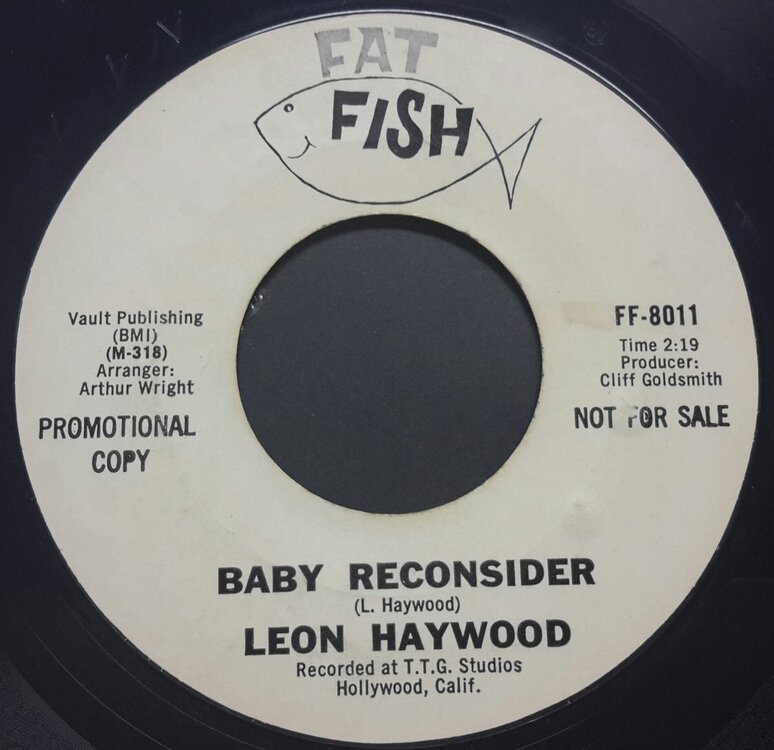 FAT
FISH
Vault Publishing
(BMI)
(M-318)
Arranger:
Arthur Wright
PROMOTIONAL
COPY
FF-8011
Time 2:19
Producer:
Cliff Goldsmith
NOT FOR SALE
BABY RECONSIDER
(L. Haywood)
LEON HAYWOOD
Recorded at T.T.G. Studios
Hollywood, Calif.